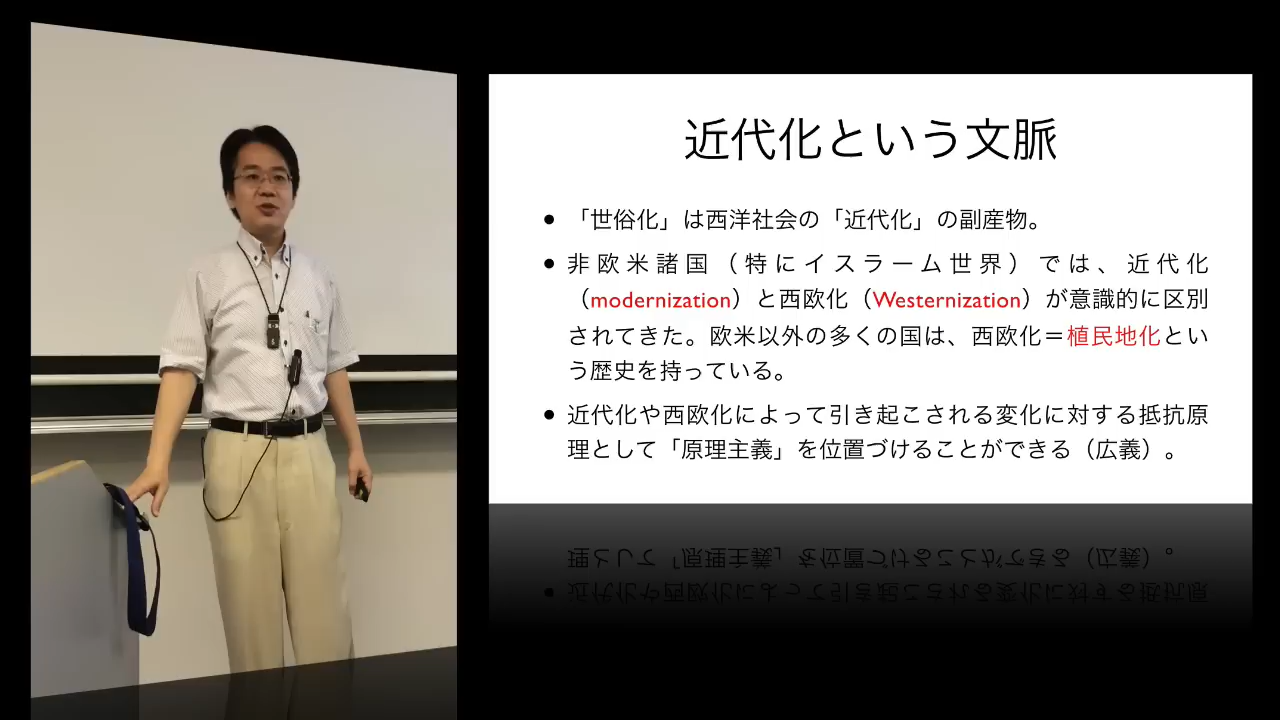 近代化という文脈
• 「世俗化」は西洋社会の「近代化」の副産物。
• 非欧米諸国（特にイスラーム世界）では、近代化
（modernization）と西欧化（Westernization）が意識的に区別
されてきた。欧米以外の多くの国は、西欧化＝植民地化とい
う歴史を持っている。
• 近代化や西欧化によって引き起こされる変化に対する抵抗原
理として「原理主義」を位置づけることができる（広義）。